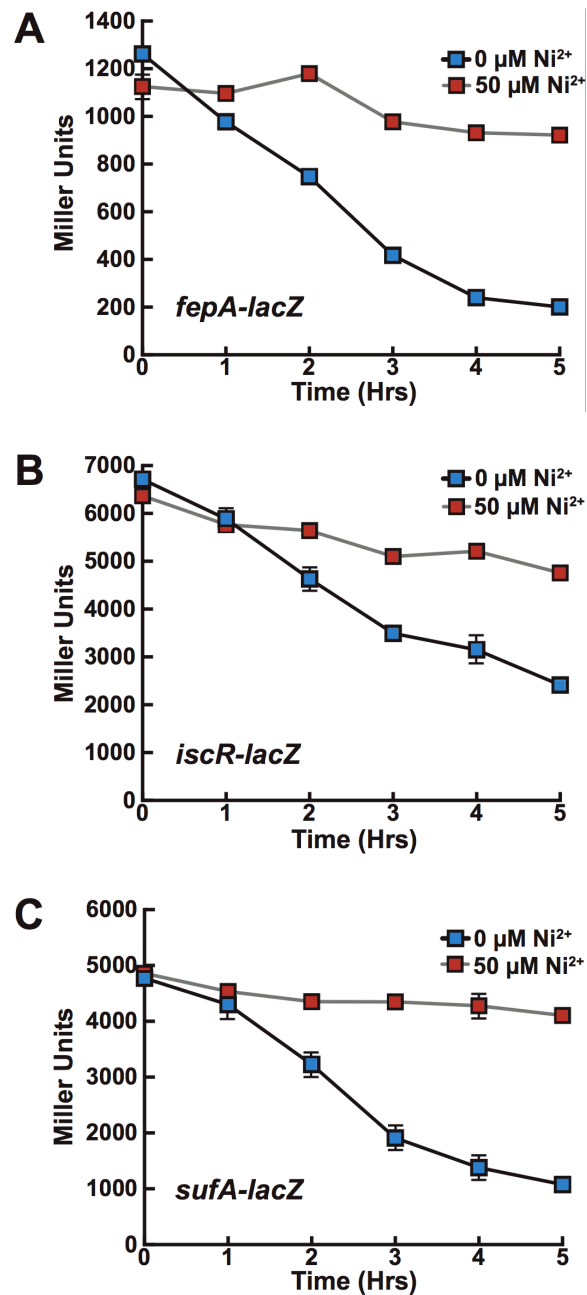 A
1400
1200
1000
800
600
400
200
0
Miller Units
0 μM Ni²⁺
50 μM Ni²⁺
fepA-lacZ
0 1 2 3 4 5
Time (Hrs)
B
7000
6000
5000
4000
3000
2000
1000
0
Miller Units
0 μM Ni²⁺
50 μM Ni²⁺
iscR-lacZ
0 1 2 3 4 5
Time (Hrs)
C
6000
5000
4000
3000
2000
1000
0
Miller Units
0 μM Ni²⁺
50 μM Ni²⁺
sufA-lacZ
0 1 2 3 4 5
Time (Hrs)